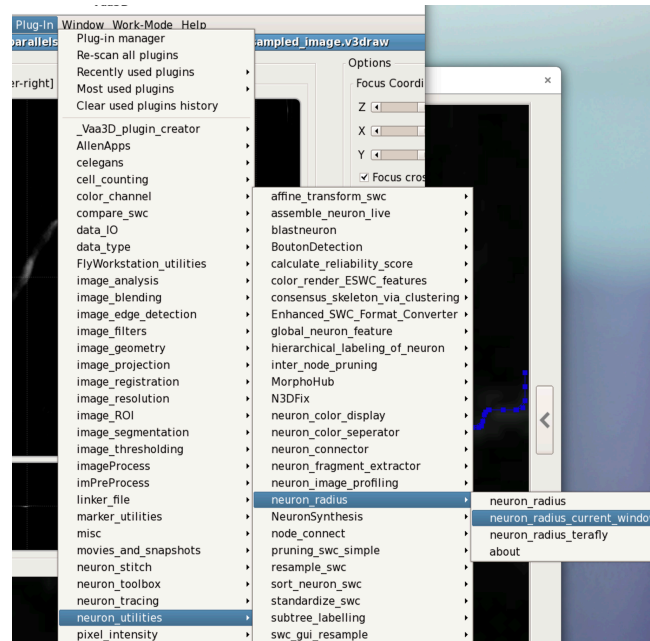 Plug-In Window Work-Mode Help
parallels
ampled_image.v3draw
er-right]
Plug-in manager
Re-scan all plugins
Recently used plugins
Most used plugins
Clear used plugins history
_Vaa3D_plugin_creator
AllenApps
celegans
cell_counting
color_channel
compare_swc
data_IO
data_type
FlyWorkstation_utilities
image_analysis
image_blending
image_edge_detection
image_filters
image_geometry
image_projection
image_registration
image_resolution
image_ROI
image_segmentation
image_thresholding
imageProcess
imPreProcess
linker_file
marker_utilities
misc
movies_and_snapshots
neuron_stitch
neuron_toolbox
neuron_tracing
neuron_utilities
pixel_intensity
Options
Focus Coordi
Z
X
Y
Focus cros
affine_transform_swc
assemble_neuron_live
blastneuron
BoutonDetection
calculate_reliability_score
color_render_ESWC_features
consensus_skeleton_via_clustering
Enhanced_SWC_Format_Converter
global_neuron_feature
hierarchical_labeling_of_neuron
inter_node_pruning
MorphoHub
N3DFix
neuron_color_display
neuron_color_seperator
neuron_connector
neuron_fragment_extractor
neuron_image_profiling
neuron_radius
NeuronSynthesis
node_connect
pruning_swc_simple
resample_swc
sort_neuron_swc
standardize_swc
subtree_labelling
swc_gui_resample
neuron_radius
neuron_radius_current_windo
neuron_radius_terafly
about